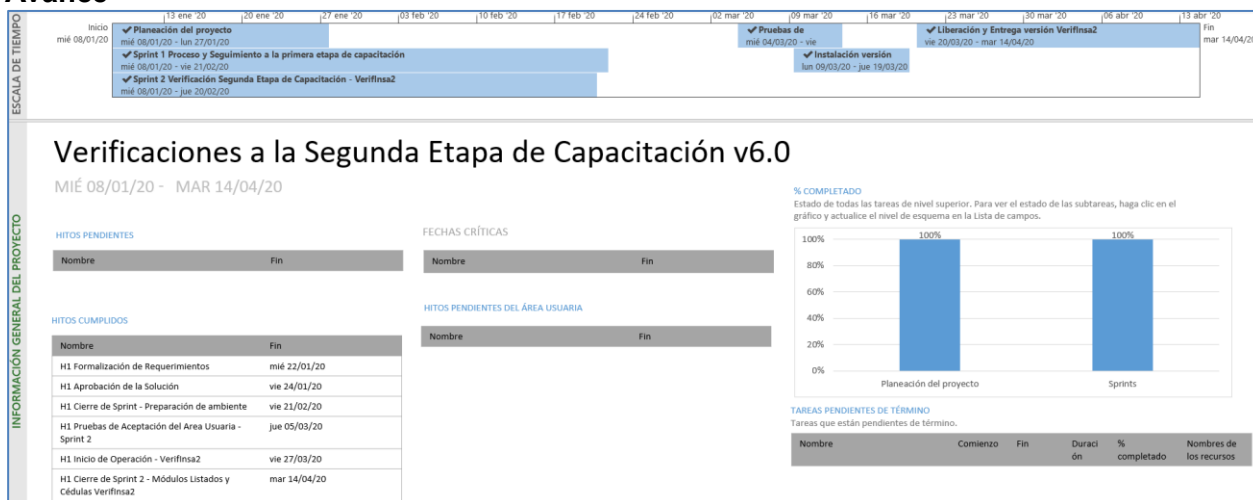 Avance
ESCALA DE TIEMPO
13 ene '20
20 ene '20
27 ene '20
03 feb '20
10 feb '20
17 feb '20
24 feb '20
02 mar '20
09 mar '20
16 mar '20
23 mar '20
30 mar '20
06 abr '20
13 abr '20
Inicio
mié 08/01/20
✔Planeación del proyecto
mié 08/01/20 - lun 27/01/20
✔Pruebas de
mié 04/03/20 - vie
✔Liberación y Entrega versión VerifInsa2
vie 20/03/20 - mar 14/04/20
Fin
mar 14/04/20
✔Sprint 1 Proceso y Seguimiento a la primera etapa de capacitación
mié 08/01/20 - vie 21/02/20
✔Instalación versión
lun 09/03/20 - jue 19/03/20
✔Sprint 2 Verificación Segunda Etapa de Capacitación - VerifInsa2
mié 08/01/20 - jue 20/02/20
INFORMACIÓN GENERAL DEL PROYECTO
Verificaciones a la Segunda Etapa de Capacitación v6.0
MIÉ 08/01/20 - MAR 14/04/20
HITOS PENDIENTES
Nombre Fin
HITOS CUMPLIDOS
Nombre Fin
H1 Formalización de Requerimientos mié 22/01/20
H1 Aprobación de la Solución vie 24/01/20
H1 Cierre de Sprint - Preparación de ambiente vie 21/02/20
H1 Pruebas de Aceptación del Area Usuaria - jue 05/03/20
Sprint 2
H1 Inicio de Operación - VerifInsa2 vie 27/03/20
H1 Cierre de Sprint 2 - Módulos Listados y mar 14/04/20
Cédulas VerifInsa2
FECHAS CRÍTICAS
Nombre Fin
HITOS PENDIENTES DEL ÁREA USUARIA
Nombre Fin
% COMPLETADO
Estado de todas las tareas de nivel superior. Para ver el estado de las subtareas, haga clic en el
gráfico y actualice el nivel de esquema en la Lista de campos.
100%
80%
60%
40%
20%
0%
100%
100%
Planeación del proyecto
Sprints
TAREAS PENDIENTES DE TÉRMINO
Tareas que están pendientes de término.
Nombre Comienzo Fin Duraci % Nombres de
ón completado los recursos